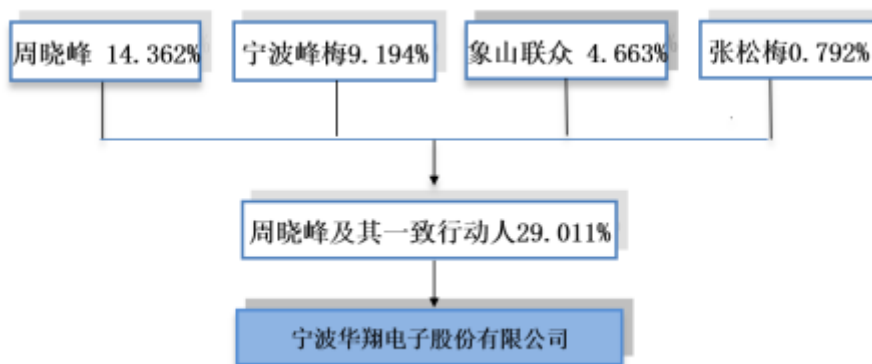 周晓峰 14.362%
宁波峰梅9.194%
象山联众 4.663%
张松梅0.792%
周晓峰及其一致行动人29.011%
宁波华翔电子股份有限公司